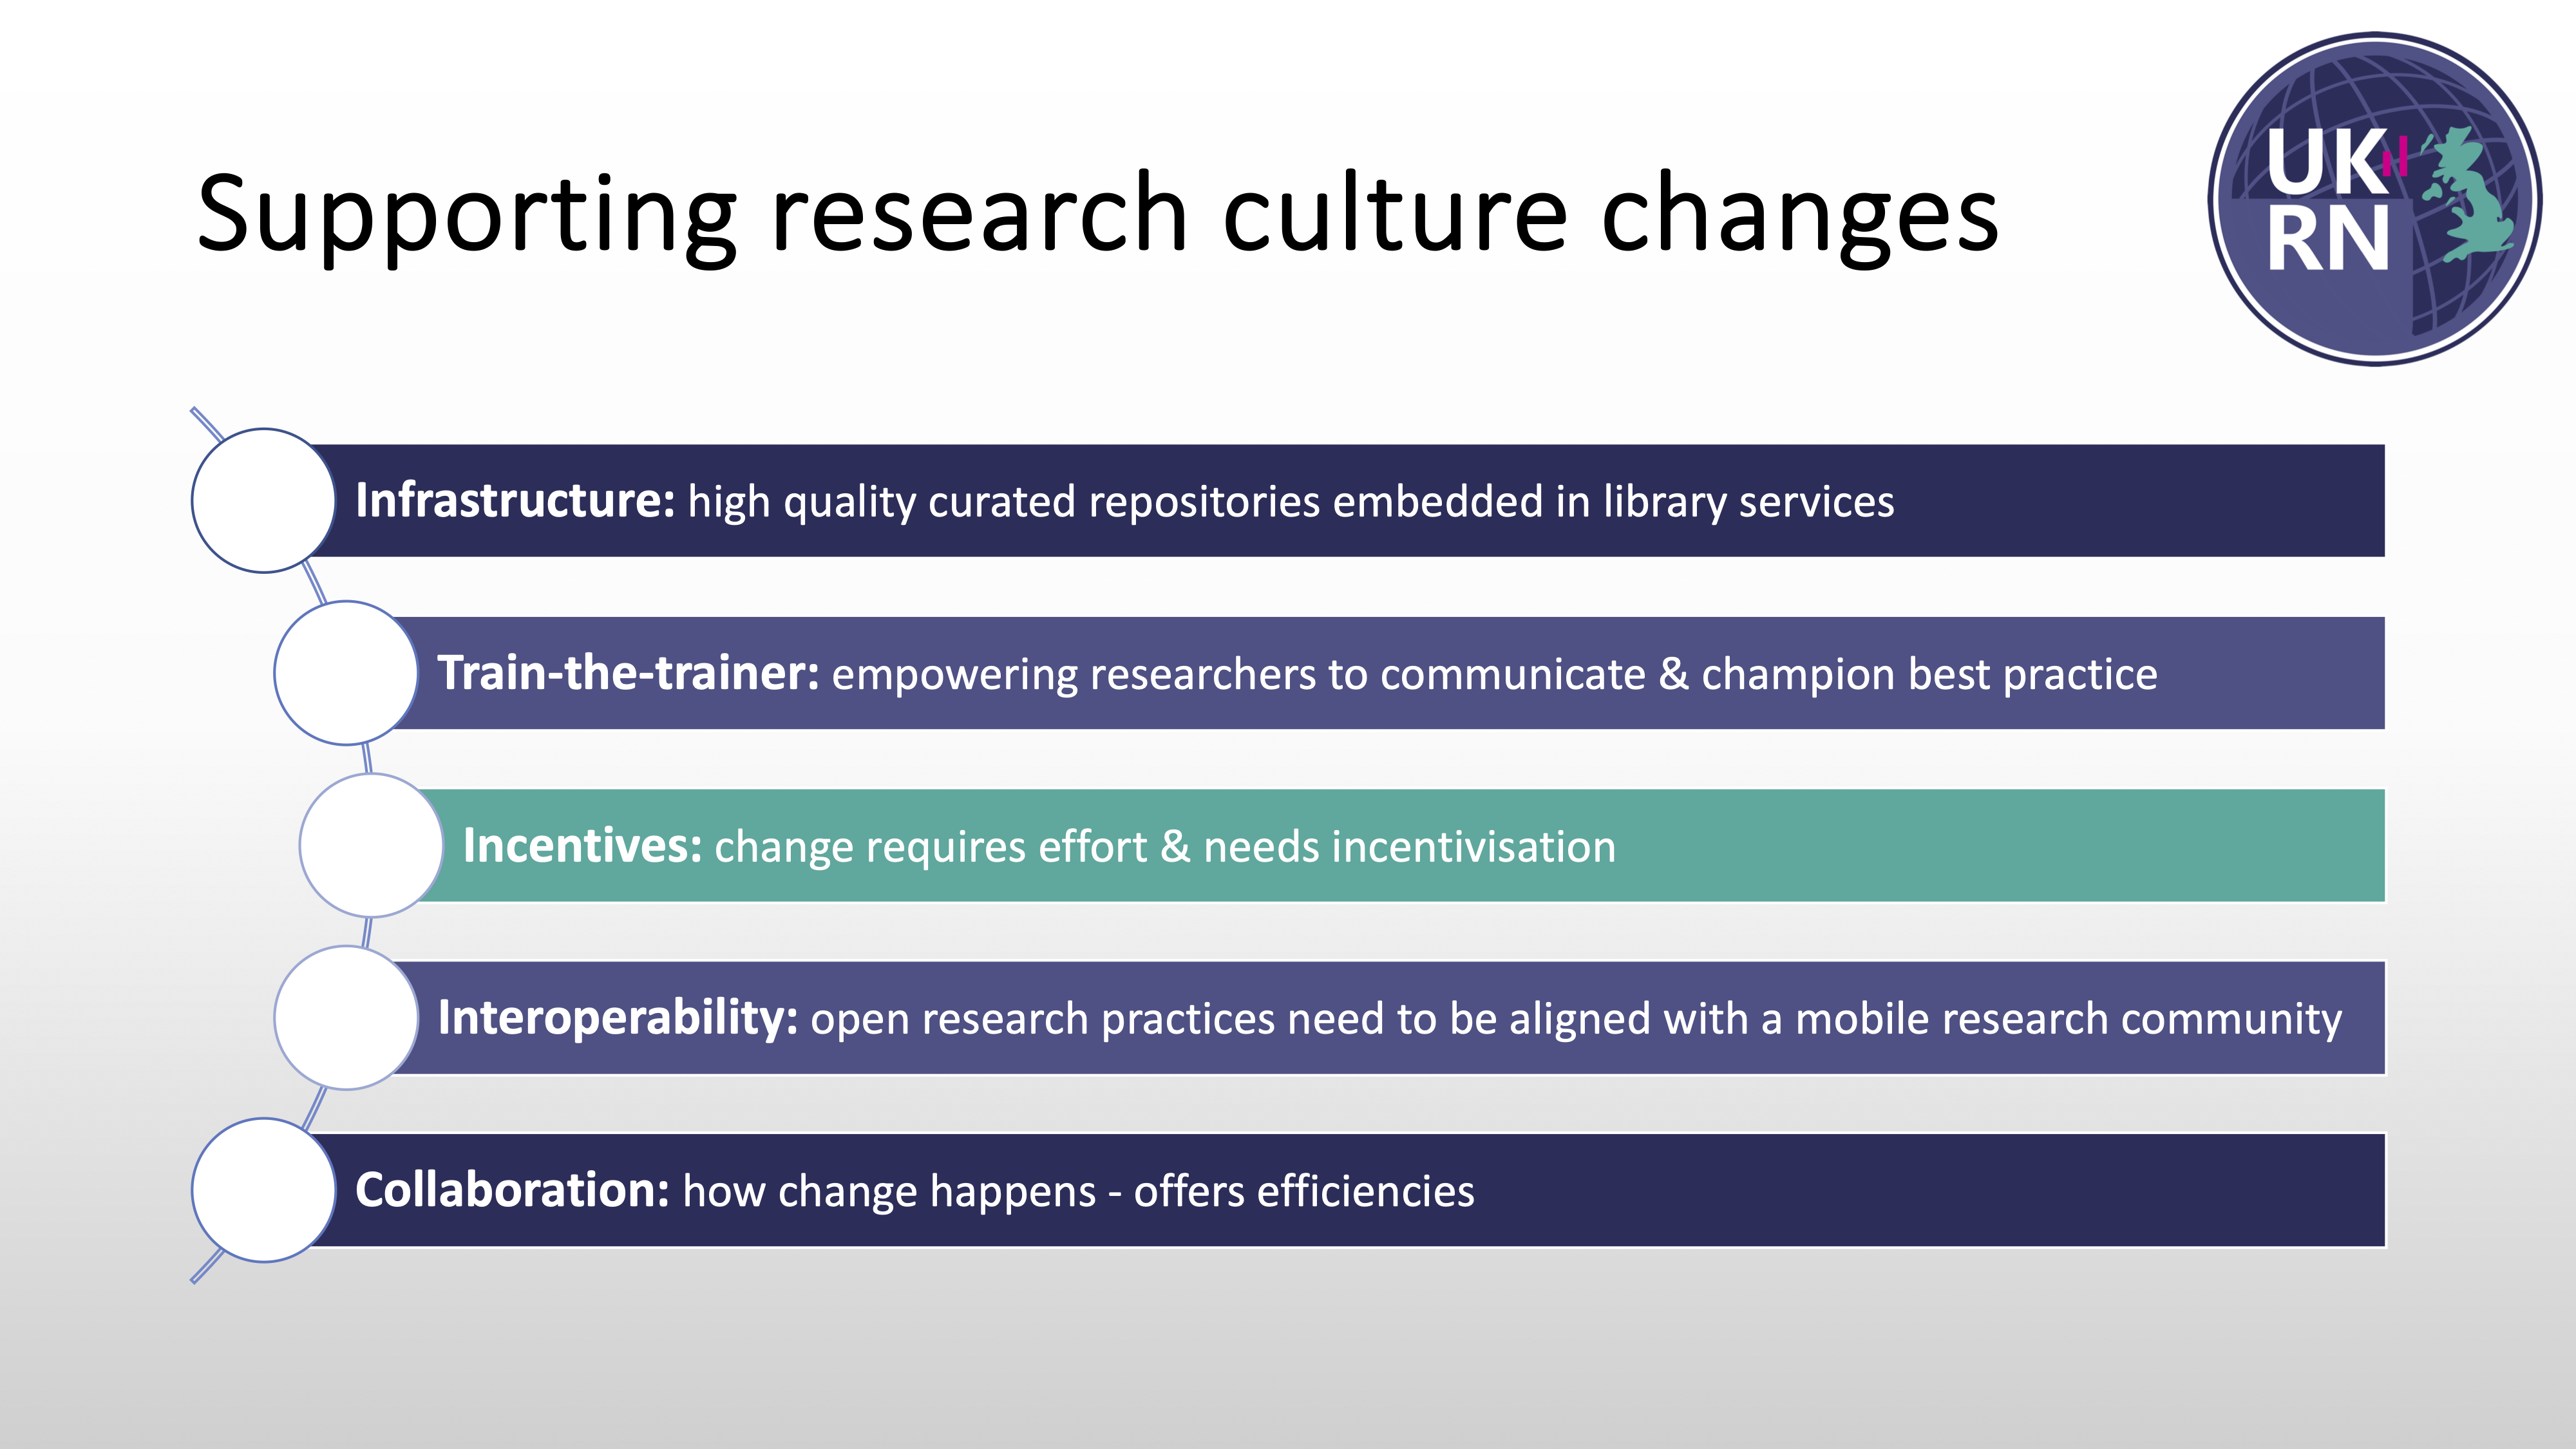 Supporting research culture changes
UK
RN
Infrastructure: high quality curated repositories embedded in library services
Train-the-trainer: empowering researchers to communicate & champion best practice
Incentives: change requires effort & needs incentivisation
Interoperability: open research practices need to be aligned with a mobile research community
Collaboration: how change happens - offers efficiencies